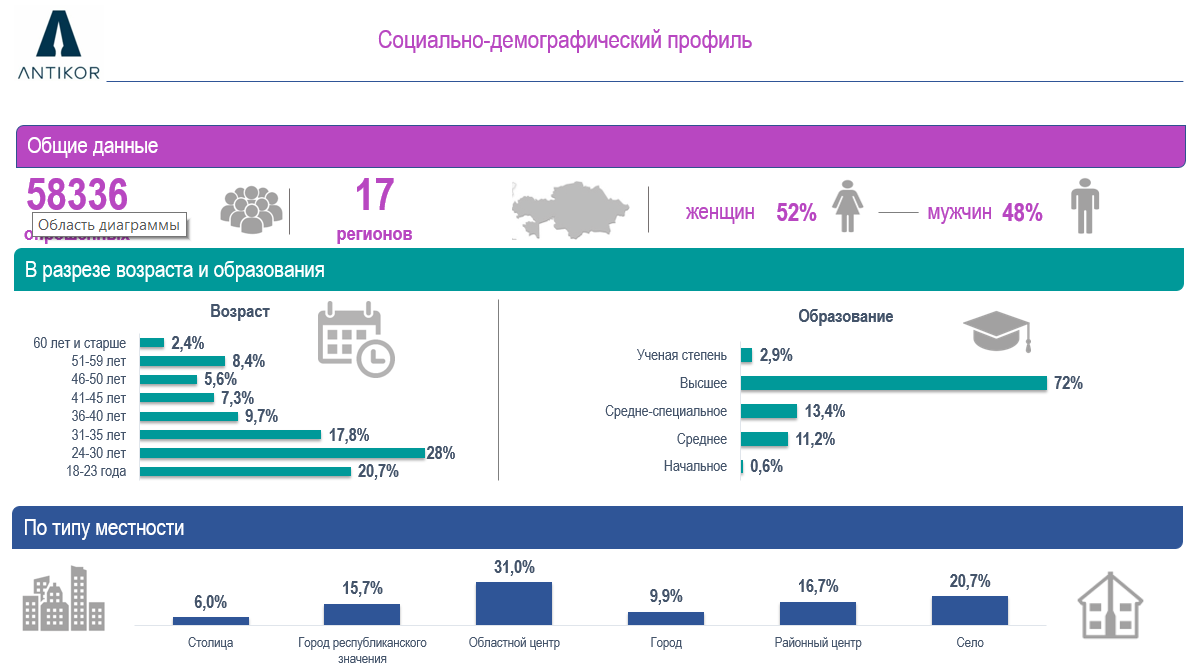 ANTIKOR
Социально-демографический профиль
Общие данные
58336
Область диаграммы
17
регионов
женщин 52%
мужчин 48%
В разрезе возраста и образования
Возраст
60 лет и старше 2,4%
51-59 лет 8,4%
46-50 лет 5,6%
41-45 лет 7,3%
36-40 лет 9,7%
31-35 лет 17,8%
24-30 лет 28%
18-23 года 20,7%
Образование
Ученая степень 2,9%
Высшее 72%
Средне-специальное 13,4%
Среднее 11,2%
Начальное 0,6%
По типу местности
6,0% 15,7% 31,0% 9,9% 16,7% 20,7%
Столица Город республиканского Областной центр Город Районный центр Село
значения